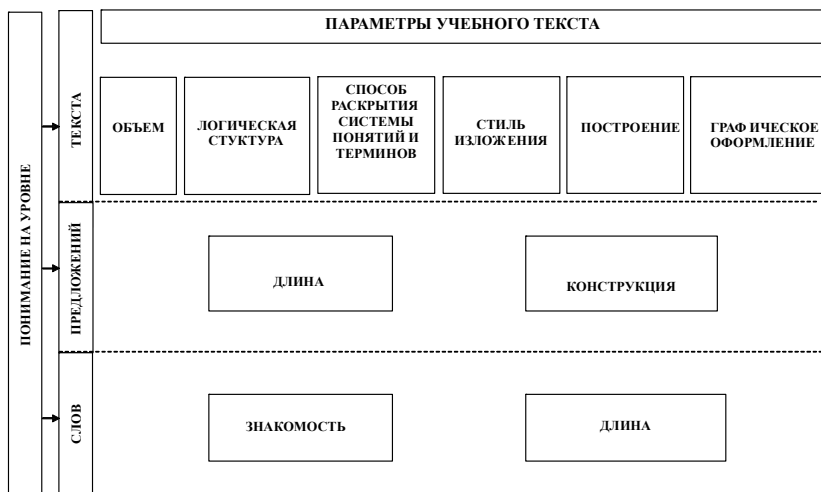 ПАРАМЕТРЫ УЧЕБНОГО ТЕКСТА
ПОНИМАНИЕ НА УРОВНЕ
ТЕКСТА
ОБЪЕМ
ЛОГИЧЕСКАЯ
СТУКТУРА
СПОСОБ
РАСКРЫТИЯ
СИСТЕМЫ
ПОНЯТИЙ И
ТЕРМИНОВ
СТИЛЬ
ИЗЛОЖЕНИЯ
ПОСТРОЕНИЕ
ГРАФ ИЧЕСКОЕ
ОФОРМЛЕНИЕ
ПРЕДЛОЖЕНИЙ
ДЛИНА
КОНСТРУКЦИЯ
СЛОВ
ЗНАКОМОСТЬ
ДЛИНА